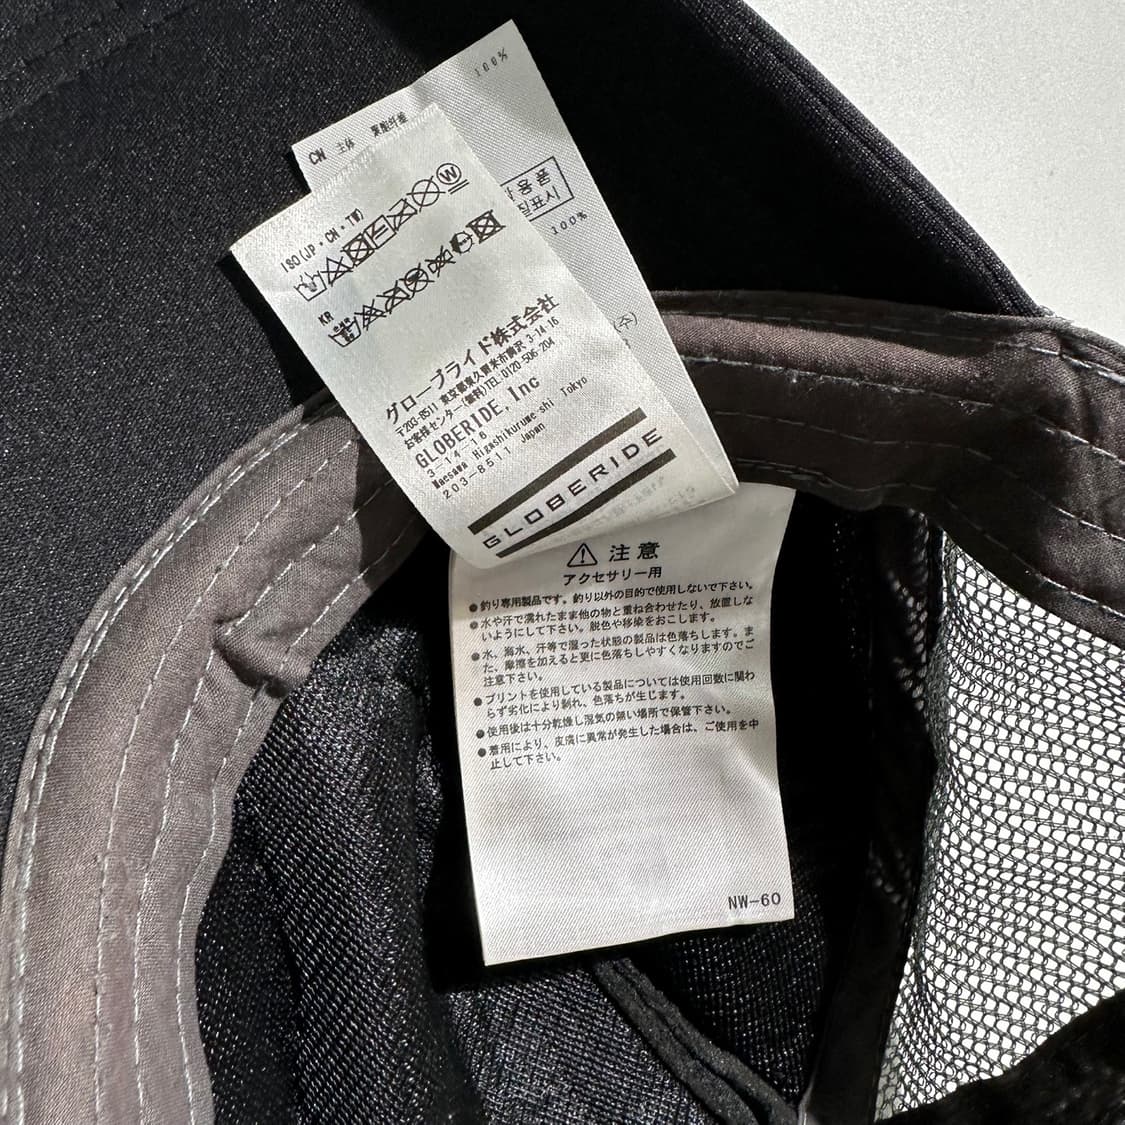 100%
CN 主体 聚酯纤维
용품
질표시
100%
(주)
ISO(JP・CN・TW)
W
KR
グローブライド株式会社
〒203-8511 東京都東久留米市前沢 3-14-16
お客様センター(無料)TEL:0120-506-204
GLOBERIDE, Inc
3-14-16
Maesawa Higashikurume-shi Tokyo
203-8511 Japan
GLOBERIDE
注意
アクセサリー用
●釣り専用製品です。釣り以外の目的で使用しないで下さい。
●水や汗で濡れたまま他の物と重ね合わせたり、放置しな
いようにして下さい。脱色や移染をおこします。
●水、海水、汗等で湿った状態の製品は色落ちします。ま
た、摩擦を加えると更に色落ちしやすくなりますのでご
注意下さい。
●プリントを使用している製品については使用回数に関わ
らず劣化により剥れ、色落ちが生じます。
●使用後は十分乾燥し湿気の無い場所で保管下さい。
●着用により、皮膚に異常が発生した場合は、ご使用を中
止して下さい。
NW-60